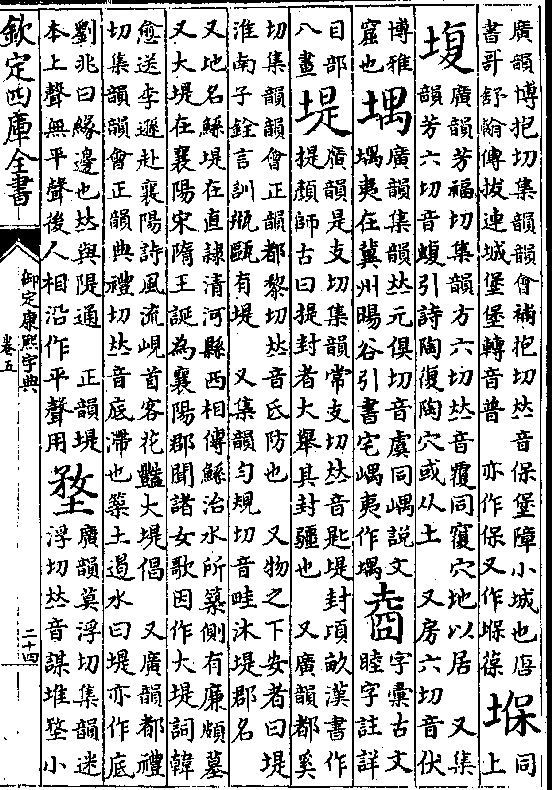 廣韻博抱切集韻韻會補抱切𠀤音保堡障小城也唐
書哥舒翰傳拔連城堡堡轉音普 亦作保又作堢葆
堢
同
上
廣韻芳福切集韻方六切𠀤音覆同𥨍穴地以居 又集
韻芳六切音蝮引詩陶復陶穴或从土 又房六切音伏
博雅
窟也
堣
廣韻集韻𠀤元俱切音虞同嵎説文
堣夷在冀州暘谷引書宅嵎夷作堣
字彙古文
睦字註詳
目部
八畫
堤
廣韻是支切集韻常支切𠀤音匙堤封頃畝漢書作
提顏師古曰提封者大舉其封疆也 又廣韻都奚
切集韻韻會正韻都黎切𠀤音氐防也 又物之下安者曰堤
淮南子銓言訓瓶甌有堤 又集韻匀規切音畦沐堤郡名
又地名鯀堤在直隷清河縣西相傳鯀治水所築側有廉頗墓
又大堤在襄陽宋隋王誕為襄陽郡聞諸女歌因作大堤詞韓
愈送李遜赴襄陽詩風流峴首客花豔大堤倡 又廣韻都禮
切集韻韻會正韻典禮切𠀤音底滯也築土遏水曰堤亦作底
劉兆曰緣邊也𠀤與隄通 正韻堤
本上聲無平聲後人相沿作平聲用
堥
廣韻莫浮切集韻迷
浮切𠀤音謀堆堥小
欽定四庫全書
御定康熙字典
卷五
二十四